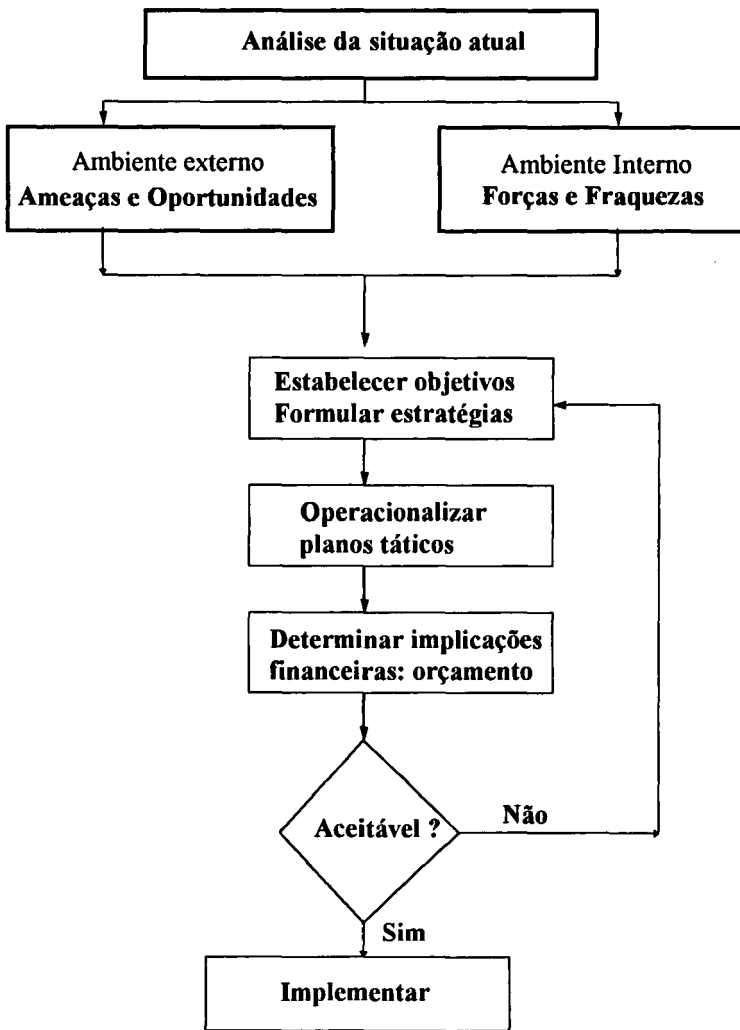 Análise da situação atual
Ambiente externo
Ameaças e Oportunidades
Ambiente Interno
Forças e Fraquezas
Estabelecer objetivos
Formular estratégias
Operacionalizar
planos táticos
Determinar implicações
financeiras: orçamento
Aceitável ?
Não
Sim
Implementar